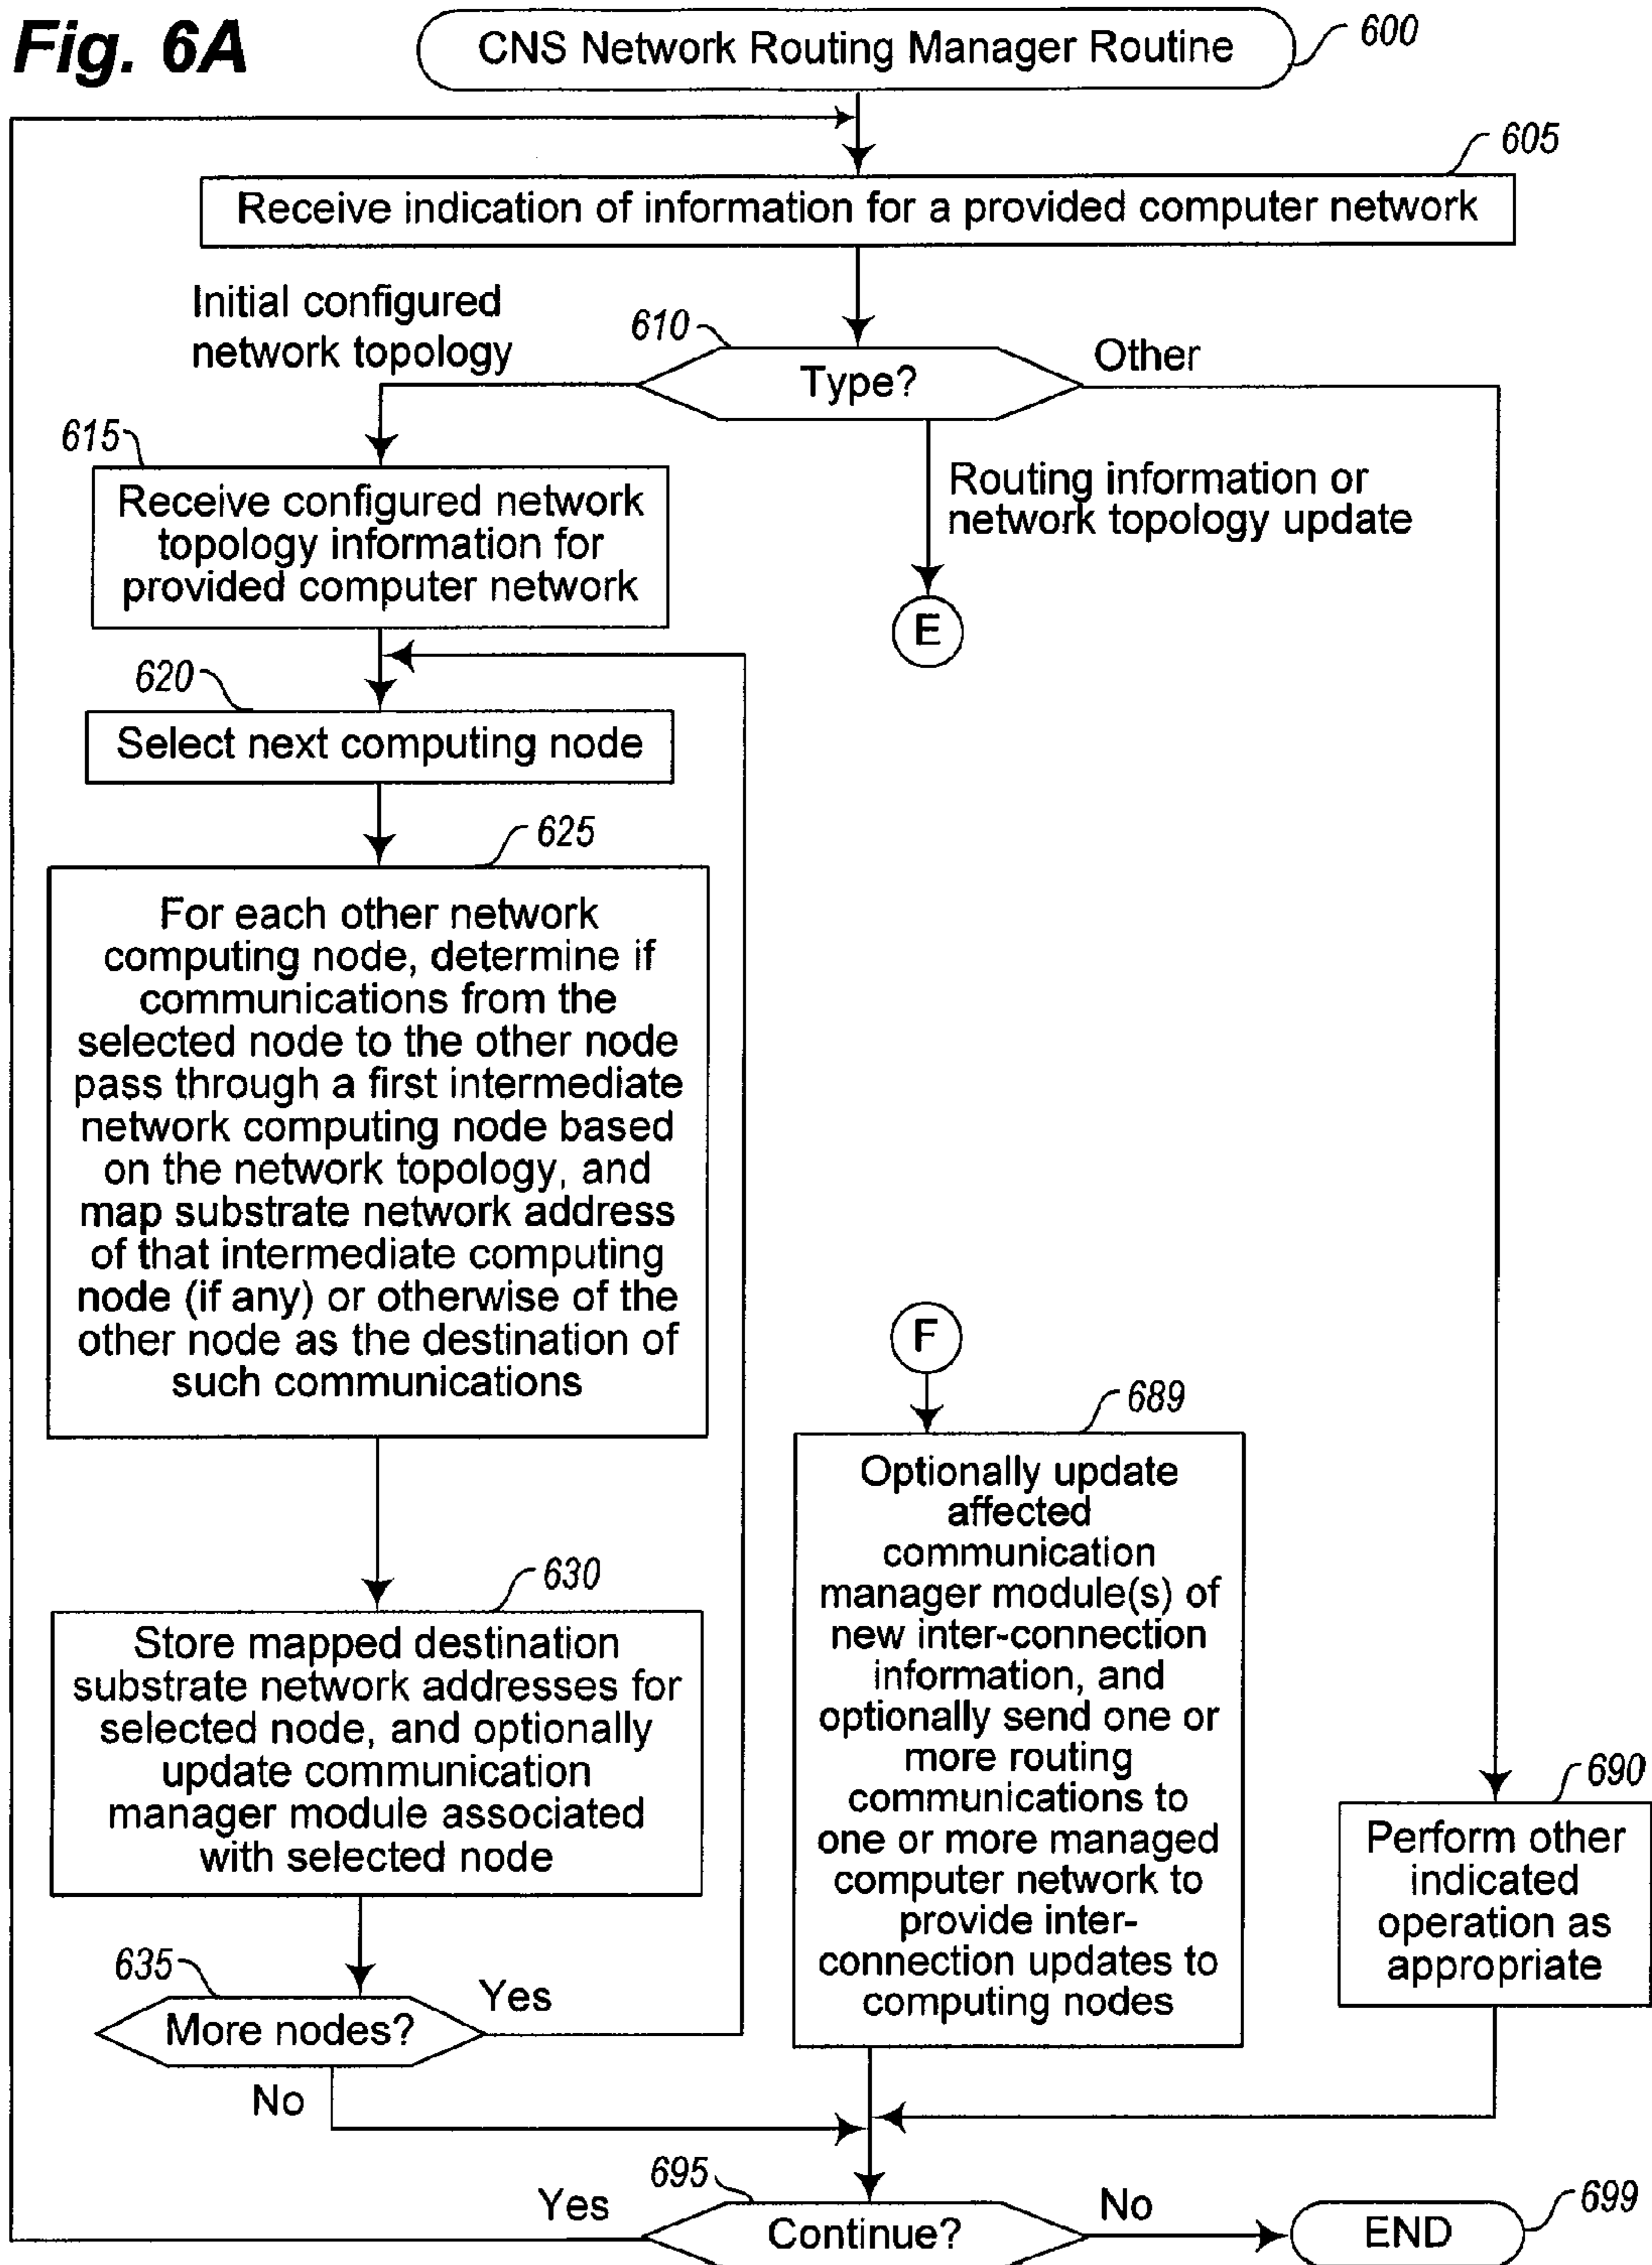 Fig. 6A
CNS Network Routing Manager Routine
600
605
Receive indication of information for a provided computer network
Initial configured
network topology
610
Type?
Other
615
Receive configured network
topology information for
provided computer network
Routing information or
network topology update
E
620
Select next computing node
625
For each other network
computing node, determine if
communications from the
selected node to the other node
pass through a first intermediate
network computing node based
on the network topology, and
map substrate network address
of that intermediate computing
node (if any) or otherwise of the
other node as the destination of
such communications
F
689
Optionally update
affected
communication
manager module(s) of
new inter-connection
information, and
optionally send one or
more routing
communications to
one or more managed
computer network to
provide inter-
connection updates to
computing nodes
630
Store mapped destination
substrate network addresses for
selected node, and optionally
update communication
manager module associated
with selected node
690
Perform other
indicated
operation as
appropriate
635
More nodes?
Yes
No
695
Yes
Continue?
No
END
699